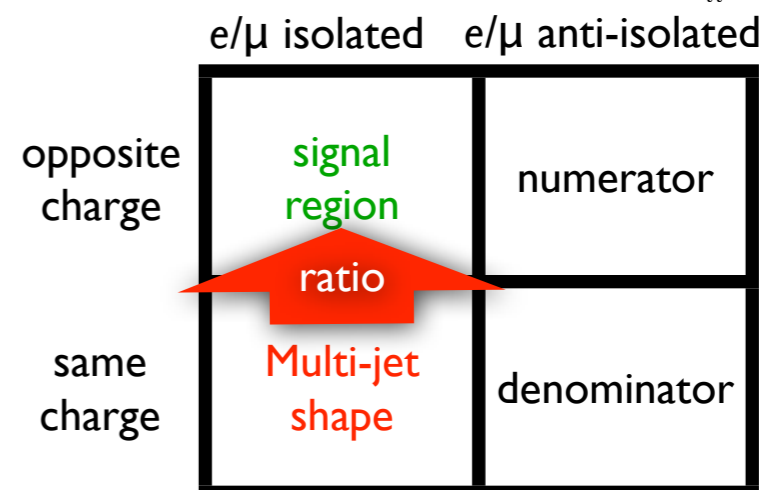 e/μ isolated e/μ anti-isolated
opposite
charge
signal
region
numerator
ratio
same
charge
Multi-jet
shape
denominator